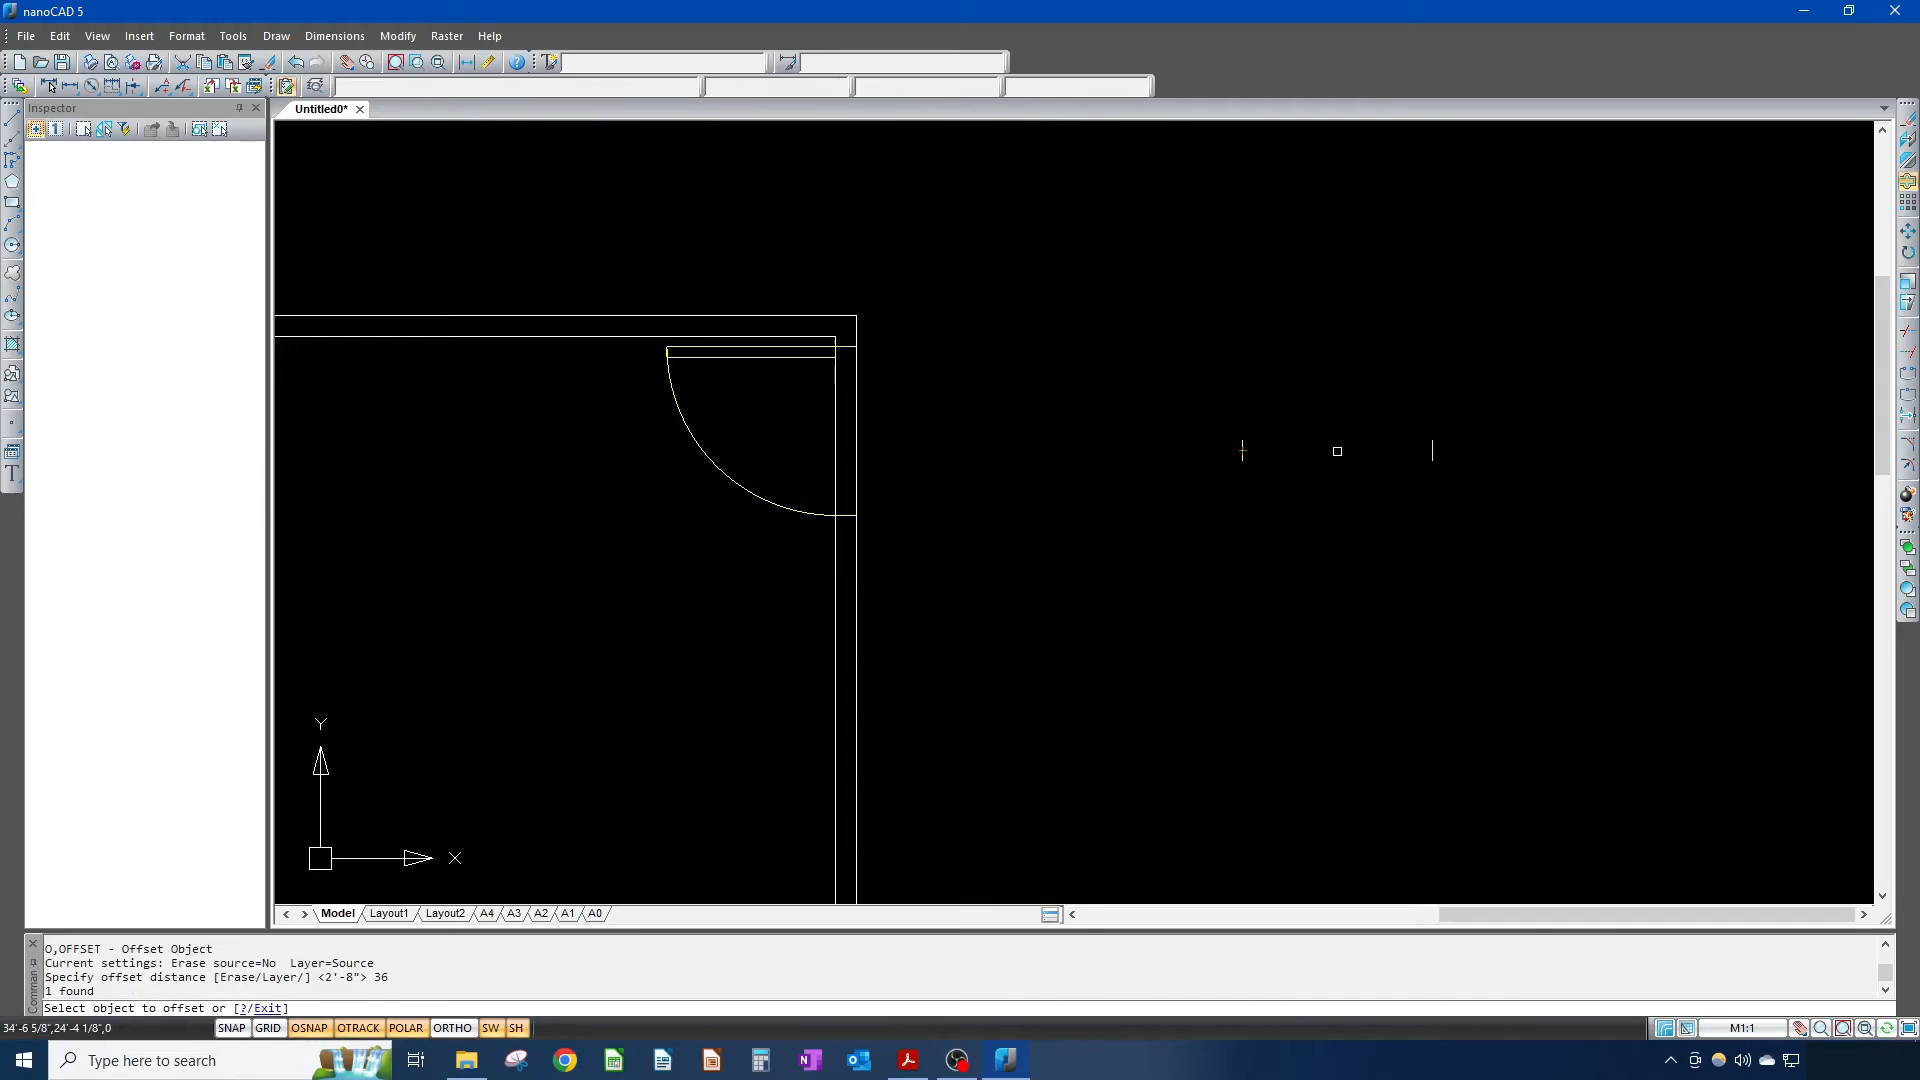 nanoCAD 5
File Edit View Insert Format Tools Draw Dimensions Modify Raster Help
Inspector
Untitled0*
1
Y
X
Model Layout1 Layout2 A4 A3 A2 A1 A0
O,OFFSET - Offset Object
Current settings: Erase source=No Layer=Source
Specify offset distance [Erase/Layer/] <2'-8"> 36
1 found
Select object to offset or [?/Exit]
34'-6 5/8",24'-4 1/8",0
SNAP GRID OSNAP OTRACK POLAR ORTHO SW SH
M1:1
Type here to search